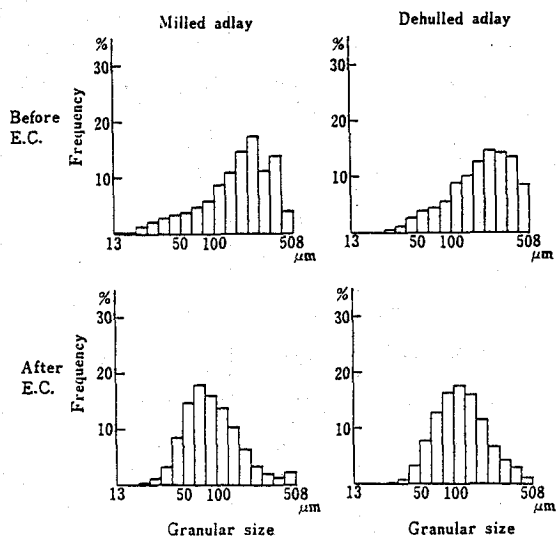 Milled adlay
Dehulled adlay
Before
E.C.
Frequency
%
30
20
10
13 50 100 508
μm
%
30
20
10
13 50 100 508
μm
After
E.C.
Frequency
%
30
20
10
13 50 100 508
μm
Granular size
%
30
20
10
13 50 100 508
μm
Granular size